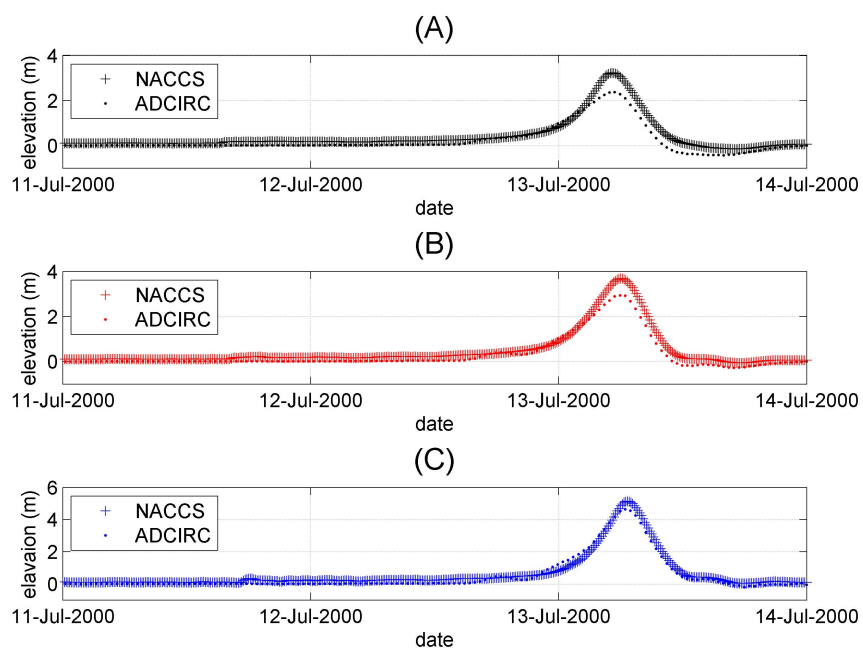 (A)
elevation (m)
4
2
0
NACCS
ADCIRC
11-Jul-2000 12-Jul-2000 13-Jul-2000 14-Jul-2000
date
(B)
elevation (m)
4
2
0
NACCS
ADCIRC
11-Jul-2000 12-Jul-2000 13-Jul-2000 14-Jul-2000
date
(C)
elavaion (m)
6
4
2
0
NACCS
ADCIRC
11-Jul-2000 12-Jul-2000 13-Jul-2000 14-Jul-2000
date